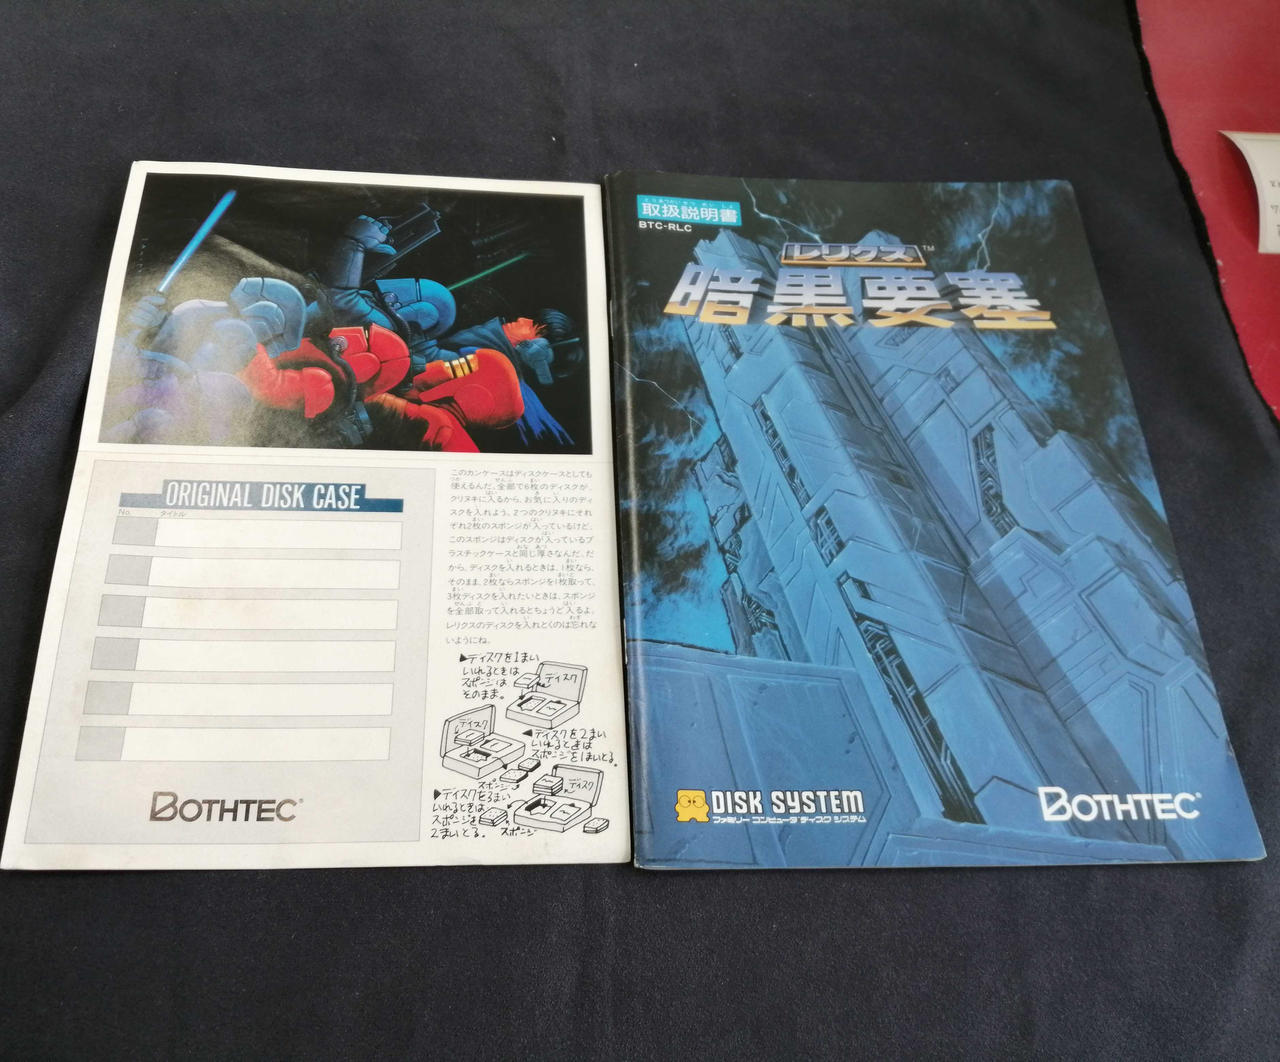 ORIGINAL DISK CASE
No. タイトル
このカンケースはディスクケースとしても
使えるんだ。全部で6枚のディスクが、
クリヌキに入るから、お気に入りのディ
スクを入れよう。2つのクリヌキにそれ
ぞれ2枚のスポンジが入っているけど、
このスポンジはディスクが入っているプ
ラスチックケースと同じ厚さなんだ。だ
から、ディスクを入れるときは、1枚なら、
そのまま、2枚ならスポンジを1枚取って、
3枚ディスクを入れたいときは、スポンジ
を全部取って入れるとちょうど入るよ。
レリクスのディスクを入れとくのは忘れな
いようにね。
▶ディスクを1まい
いれるときは
スポンジは
そのまま。
ディスク
ディスク
◀ディスクを2まい
いれるときは
スポンジを1まいとる。
スポンジ
▶ディスクを3まい
いれるときは
スポンジを
2まいとる。
ディスク
スポンジ
BOTHTEC
とりあつかいせつ めい しょ
取扱説明書
BTC-RLC
レリクス™
暗黒要塞
DISK SYSTEM
ファミリー コンピュータ ディスク システム
BOTHTEC